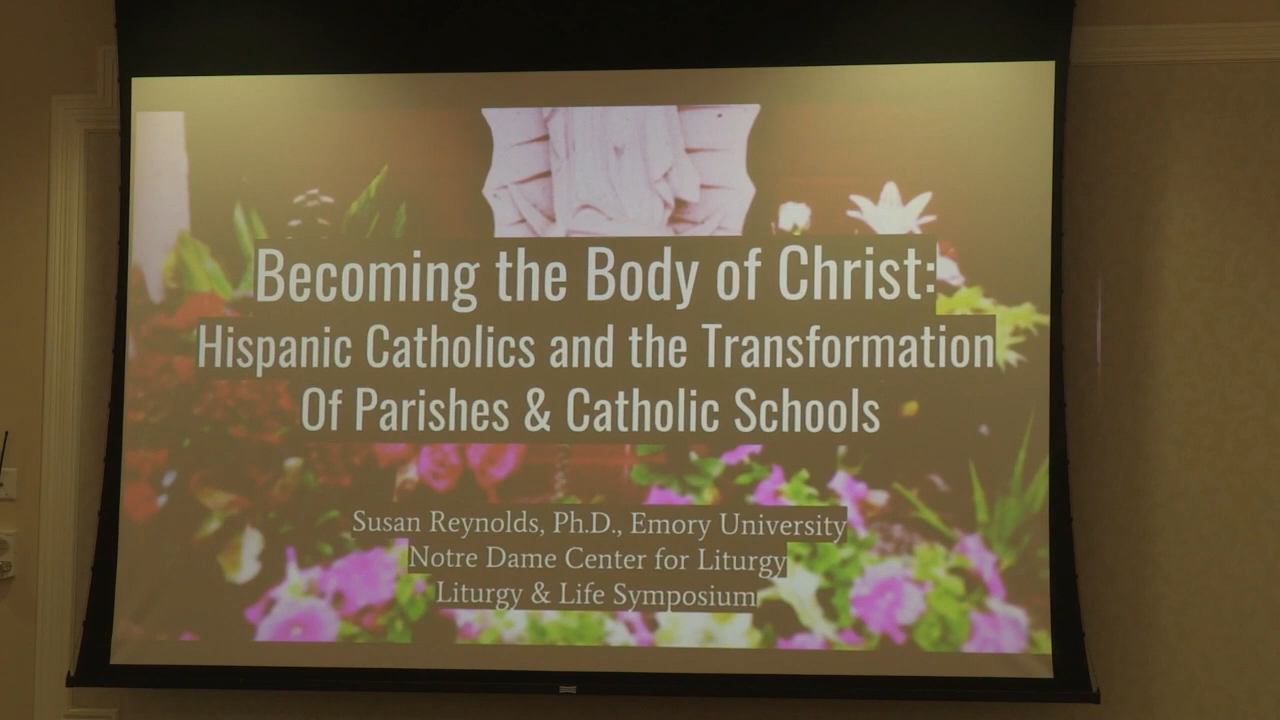 Becoming the Body of Christ:
Hispanic Catholics and the Transformation
Of Parishes & Catholic Schools
Susan Reynolds, Ph.D., Emory University
Notre Dame Center for Liturgy
Liturgy & Life Symposium